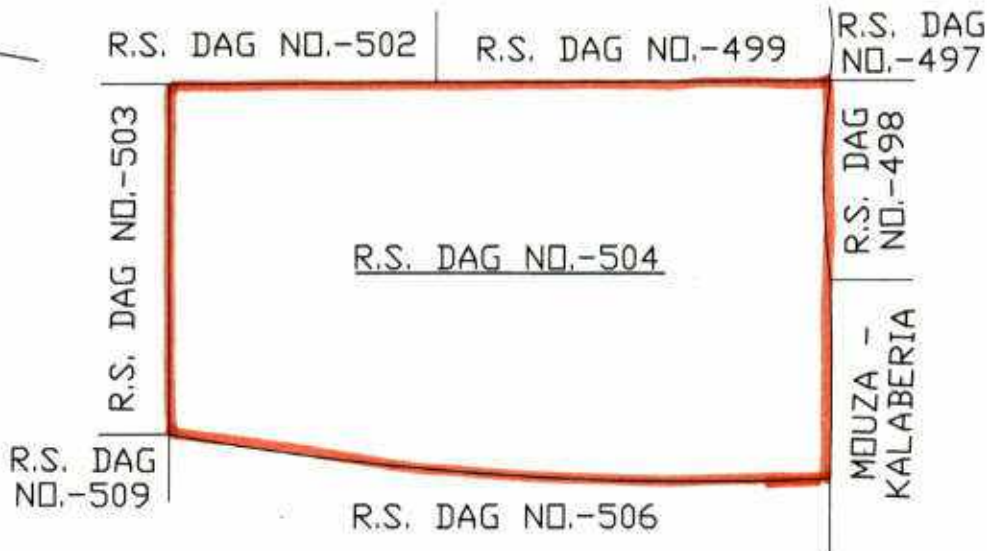 R.S. DAG NO.-502
R.S. DAG NO.-499
R.S. DAG
NO.-497
R.S. DAG NO.-503
R.S. DAG
NO.-498
R.S. DAG NO.-504
MOUZA -
KALABERIA
R.S. DAG
NO.-509
R.S. DAG NO.-506